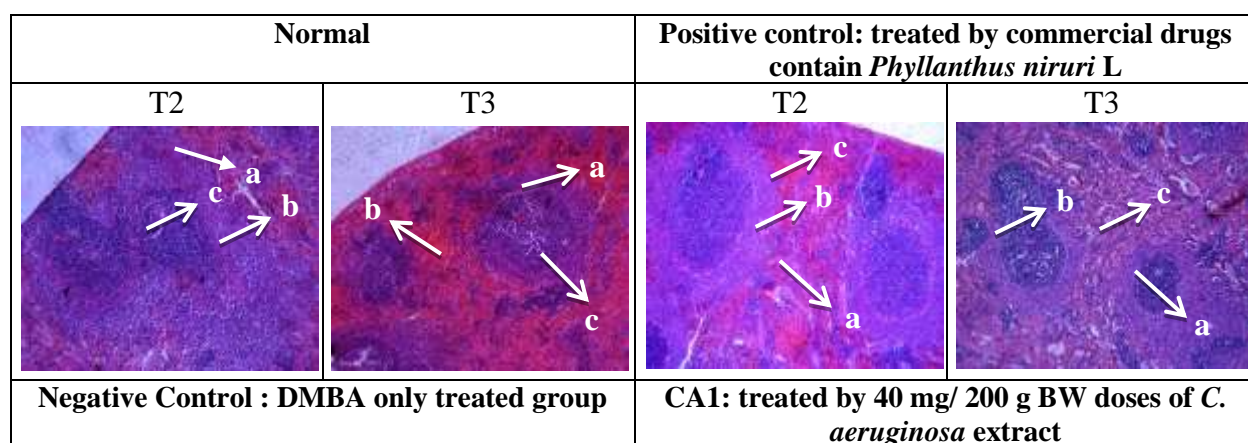 Normal
Positive control: treated by commercial drugs
contain Phyllanthus niruri L
T2
T3
T2
T3
a
c
b
a
b
c
c
b
a
b
c
a
Negative Control : DMBA only treated group
CA1: treated by 40 mg/ 200 g BW doses of C.
aeruginosa extract